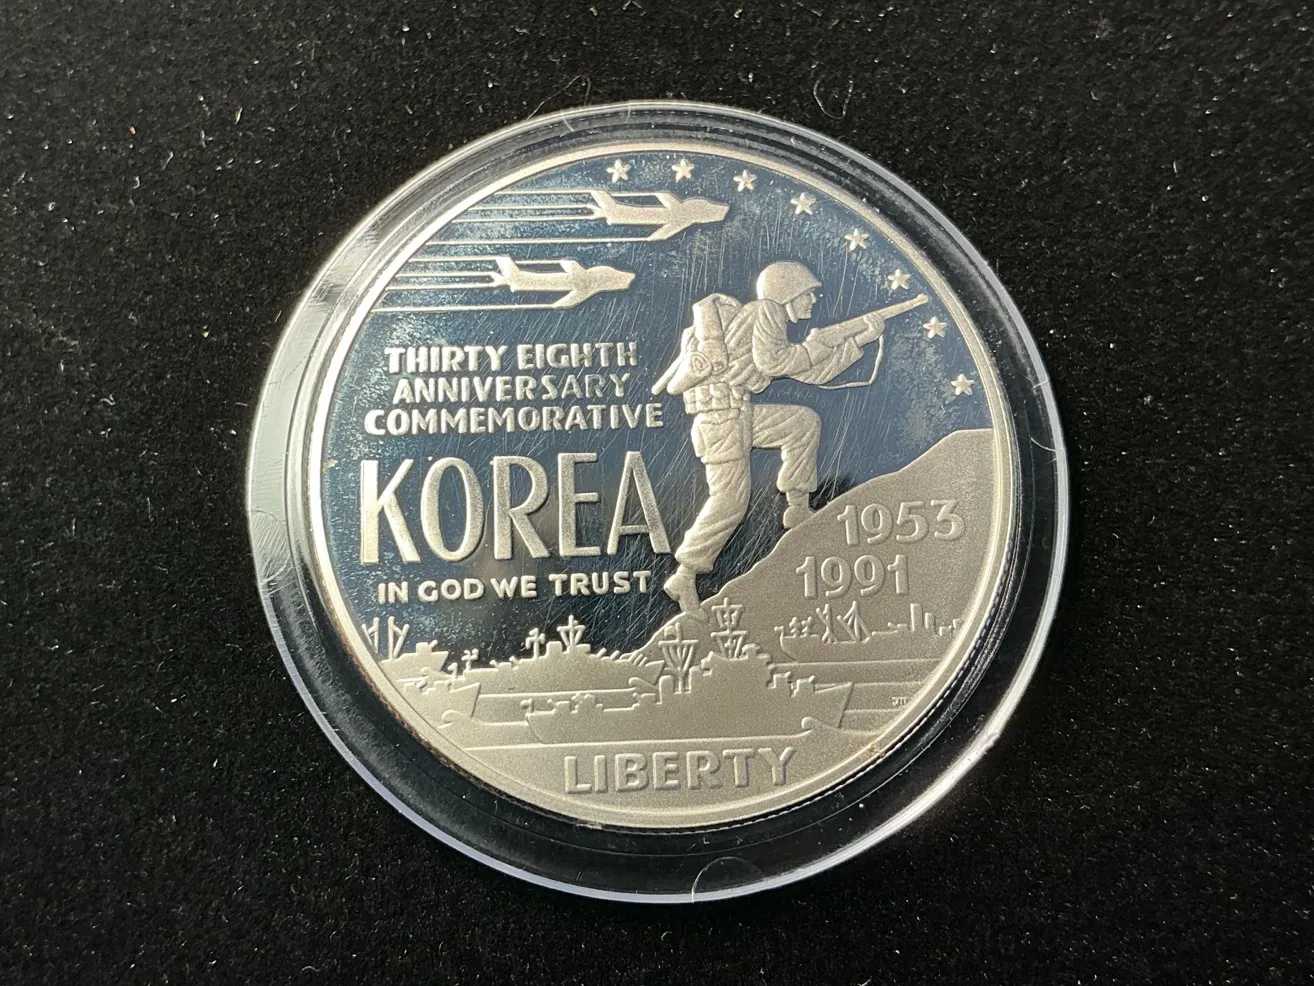 THIRTY EIGHTH
ANNIVERSARY
COMMEMORATIVE
KOREA
IN GOD WE TRUST
1953
1991
LIBERTY